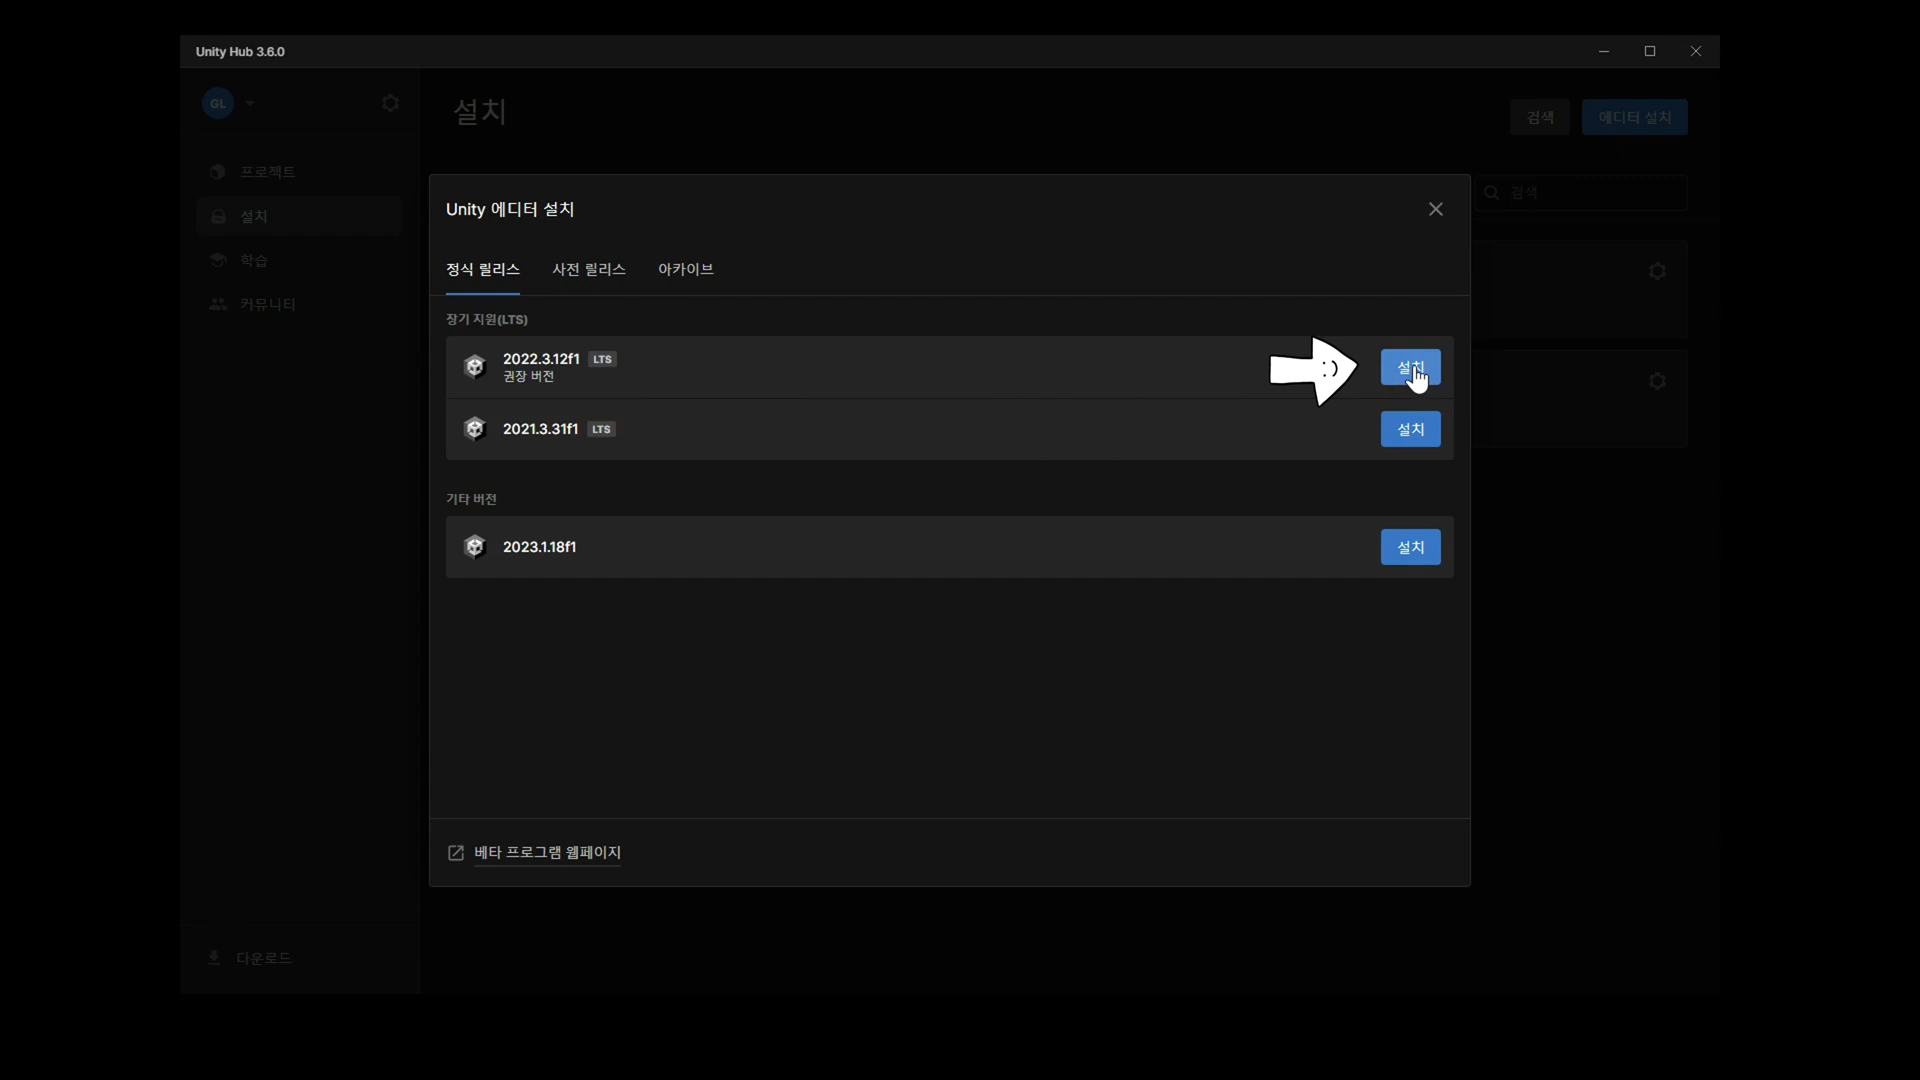 Unity Hub 3.6.0
GL
설치
검색
에디터 설치
프로젝트
설치
학습
커뮤니티
다운로드
검색
Unity 에디터 설치
정식 릴리스
사전 릴리스
아카이브
장기 지원(LTS)
2022.3.12f1 LTS
권장 버전
:)
설치
2021.3.31f1 LTS
설치
기타 버전
2023.1.18f1
설치
베타 프로그램 웹페이지